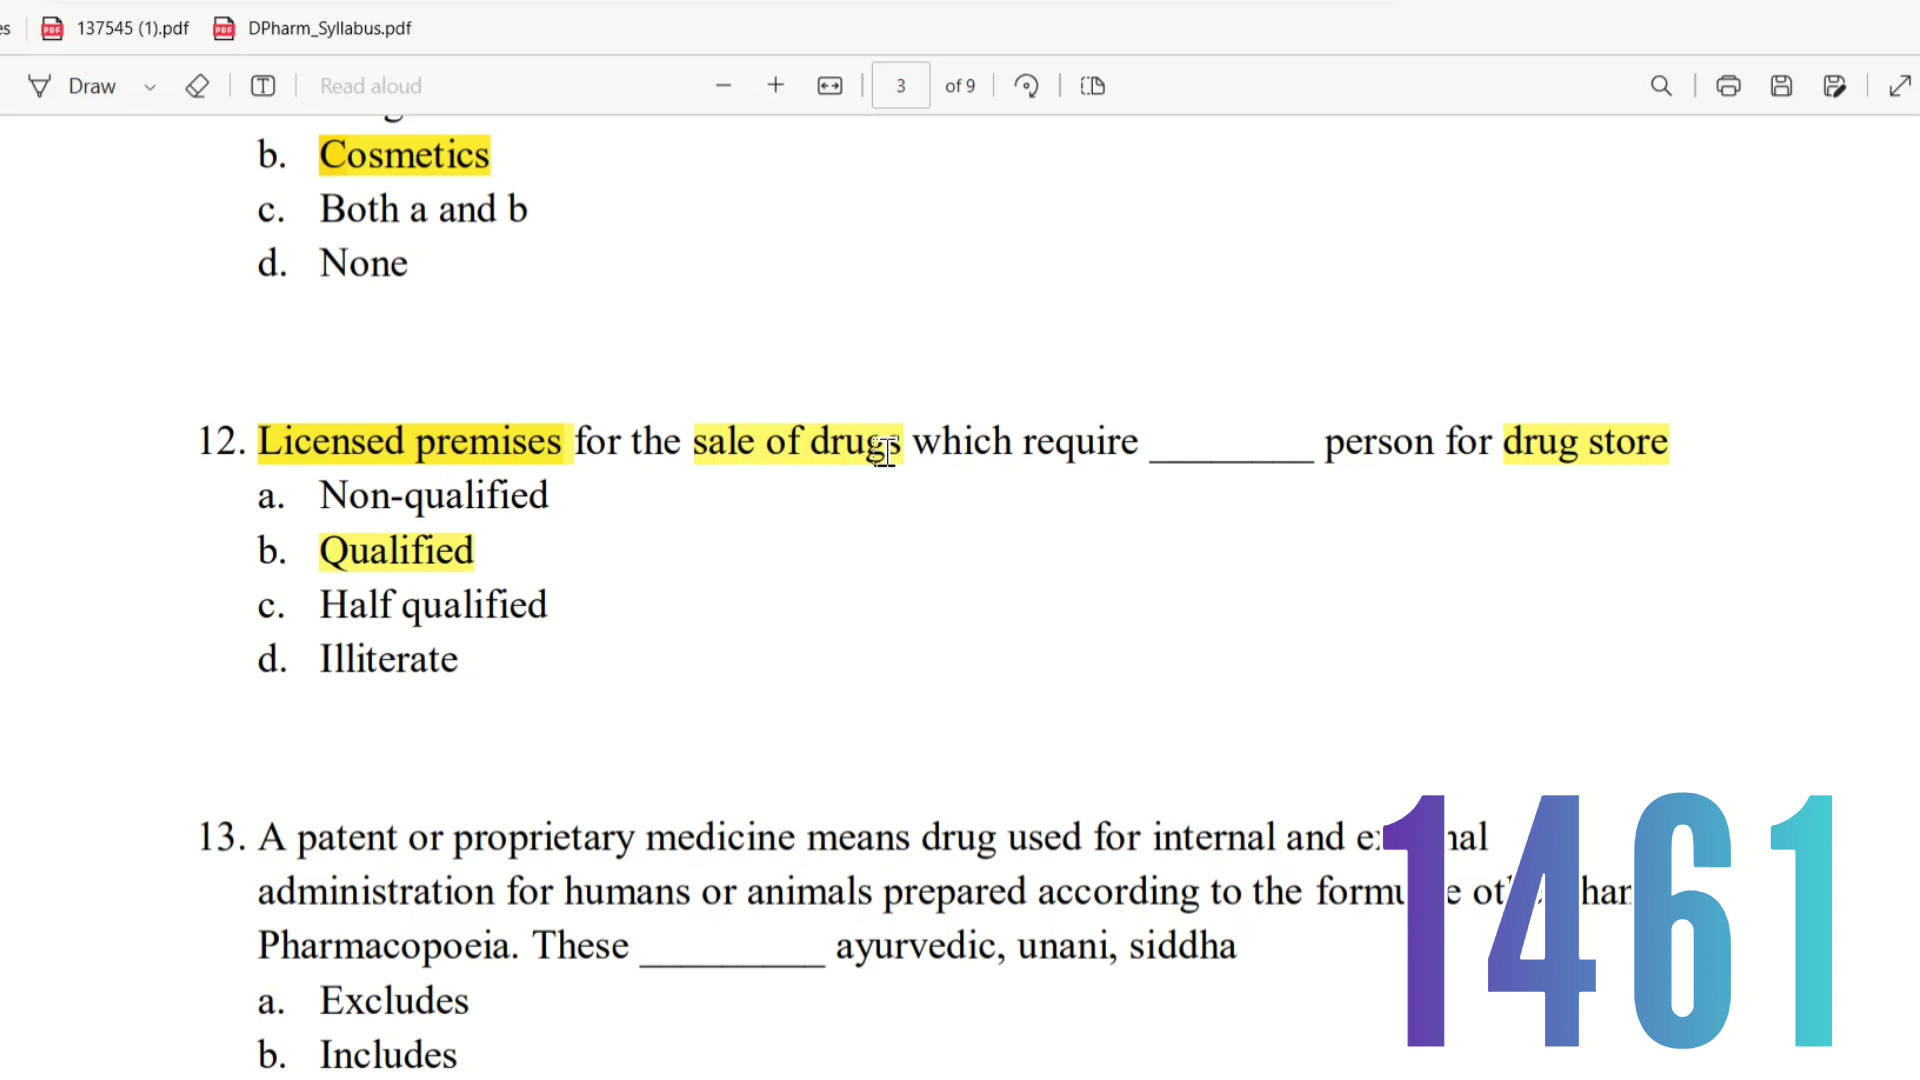 es 137545 (1).pdf DPharm_Syllabus.pdf
Draw Read aloud 3 of 9
b. Cosmetics
c. Both a and b
d. None
12. Licensed premises for the sale of drugs which require ________ person for drug store
a. Non-qualified
b. Qualified
c. Half qualified
d. Illiterate
13. A patent or proprietary medicine means drug used for internal and
administration for humans or animals prepared according to the
Pharmacopoeia. These _________ ayurvedic, unani, siddha
a. Excludes
b. Includes
1461